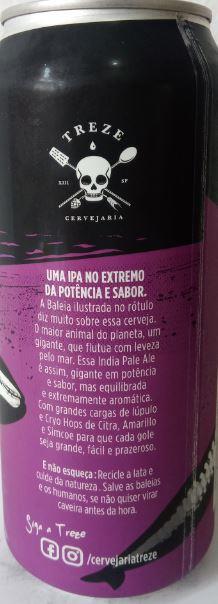 TREZE
XIII SP
CERVEJARIA
UMA IPA NO EXTREMO
DA POTÊNCIA E SABOR.
A Baleia ilustrada no rótulo
diz muito sobre essa cerveja.
O maior animal do planeta, um
gigante, que flutua com leveza
pelo mar. Essa India Pale Ale
é assim, gigante em potência
e sabor, mas equilibrada
e extremamente aromática.
Com grandes cargas de lúpulo
e Cryo Hops de Citra, Amarillo
e Simcoe para que cada gole
seja grande, fácil e prazeroso.
E não esqueça: Recicle a lata e
cuide da natureza. Salve as baleias
e os humanos, se não quiser virar
caveira antes da hora.
Siga a Treze
/cervejariatreze